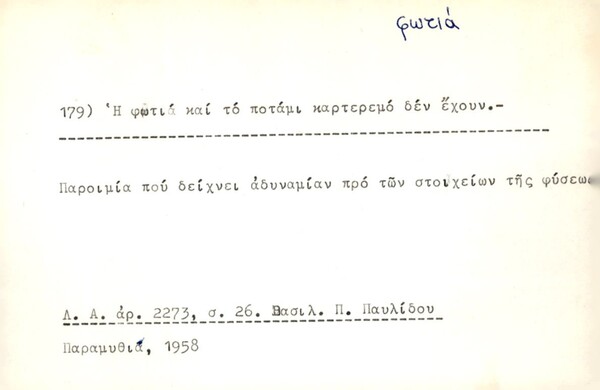 φωτιά
179) Ἡ φωτιά καί τό ποτάμι καρτερεμό δέν ἔχουν.-
Παροιμία πού δείχνει ἀδυναμίαν πρό τῶν στοιχείων τῆς φύσεως
Λ. Α. ἀρ. 2273, σ. 26. Βασιλ. Π. Παυλίδου
Παραμυθιά, 1958